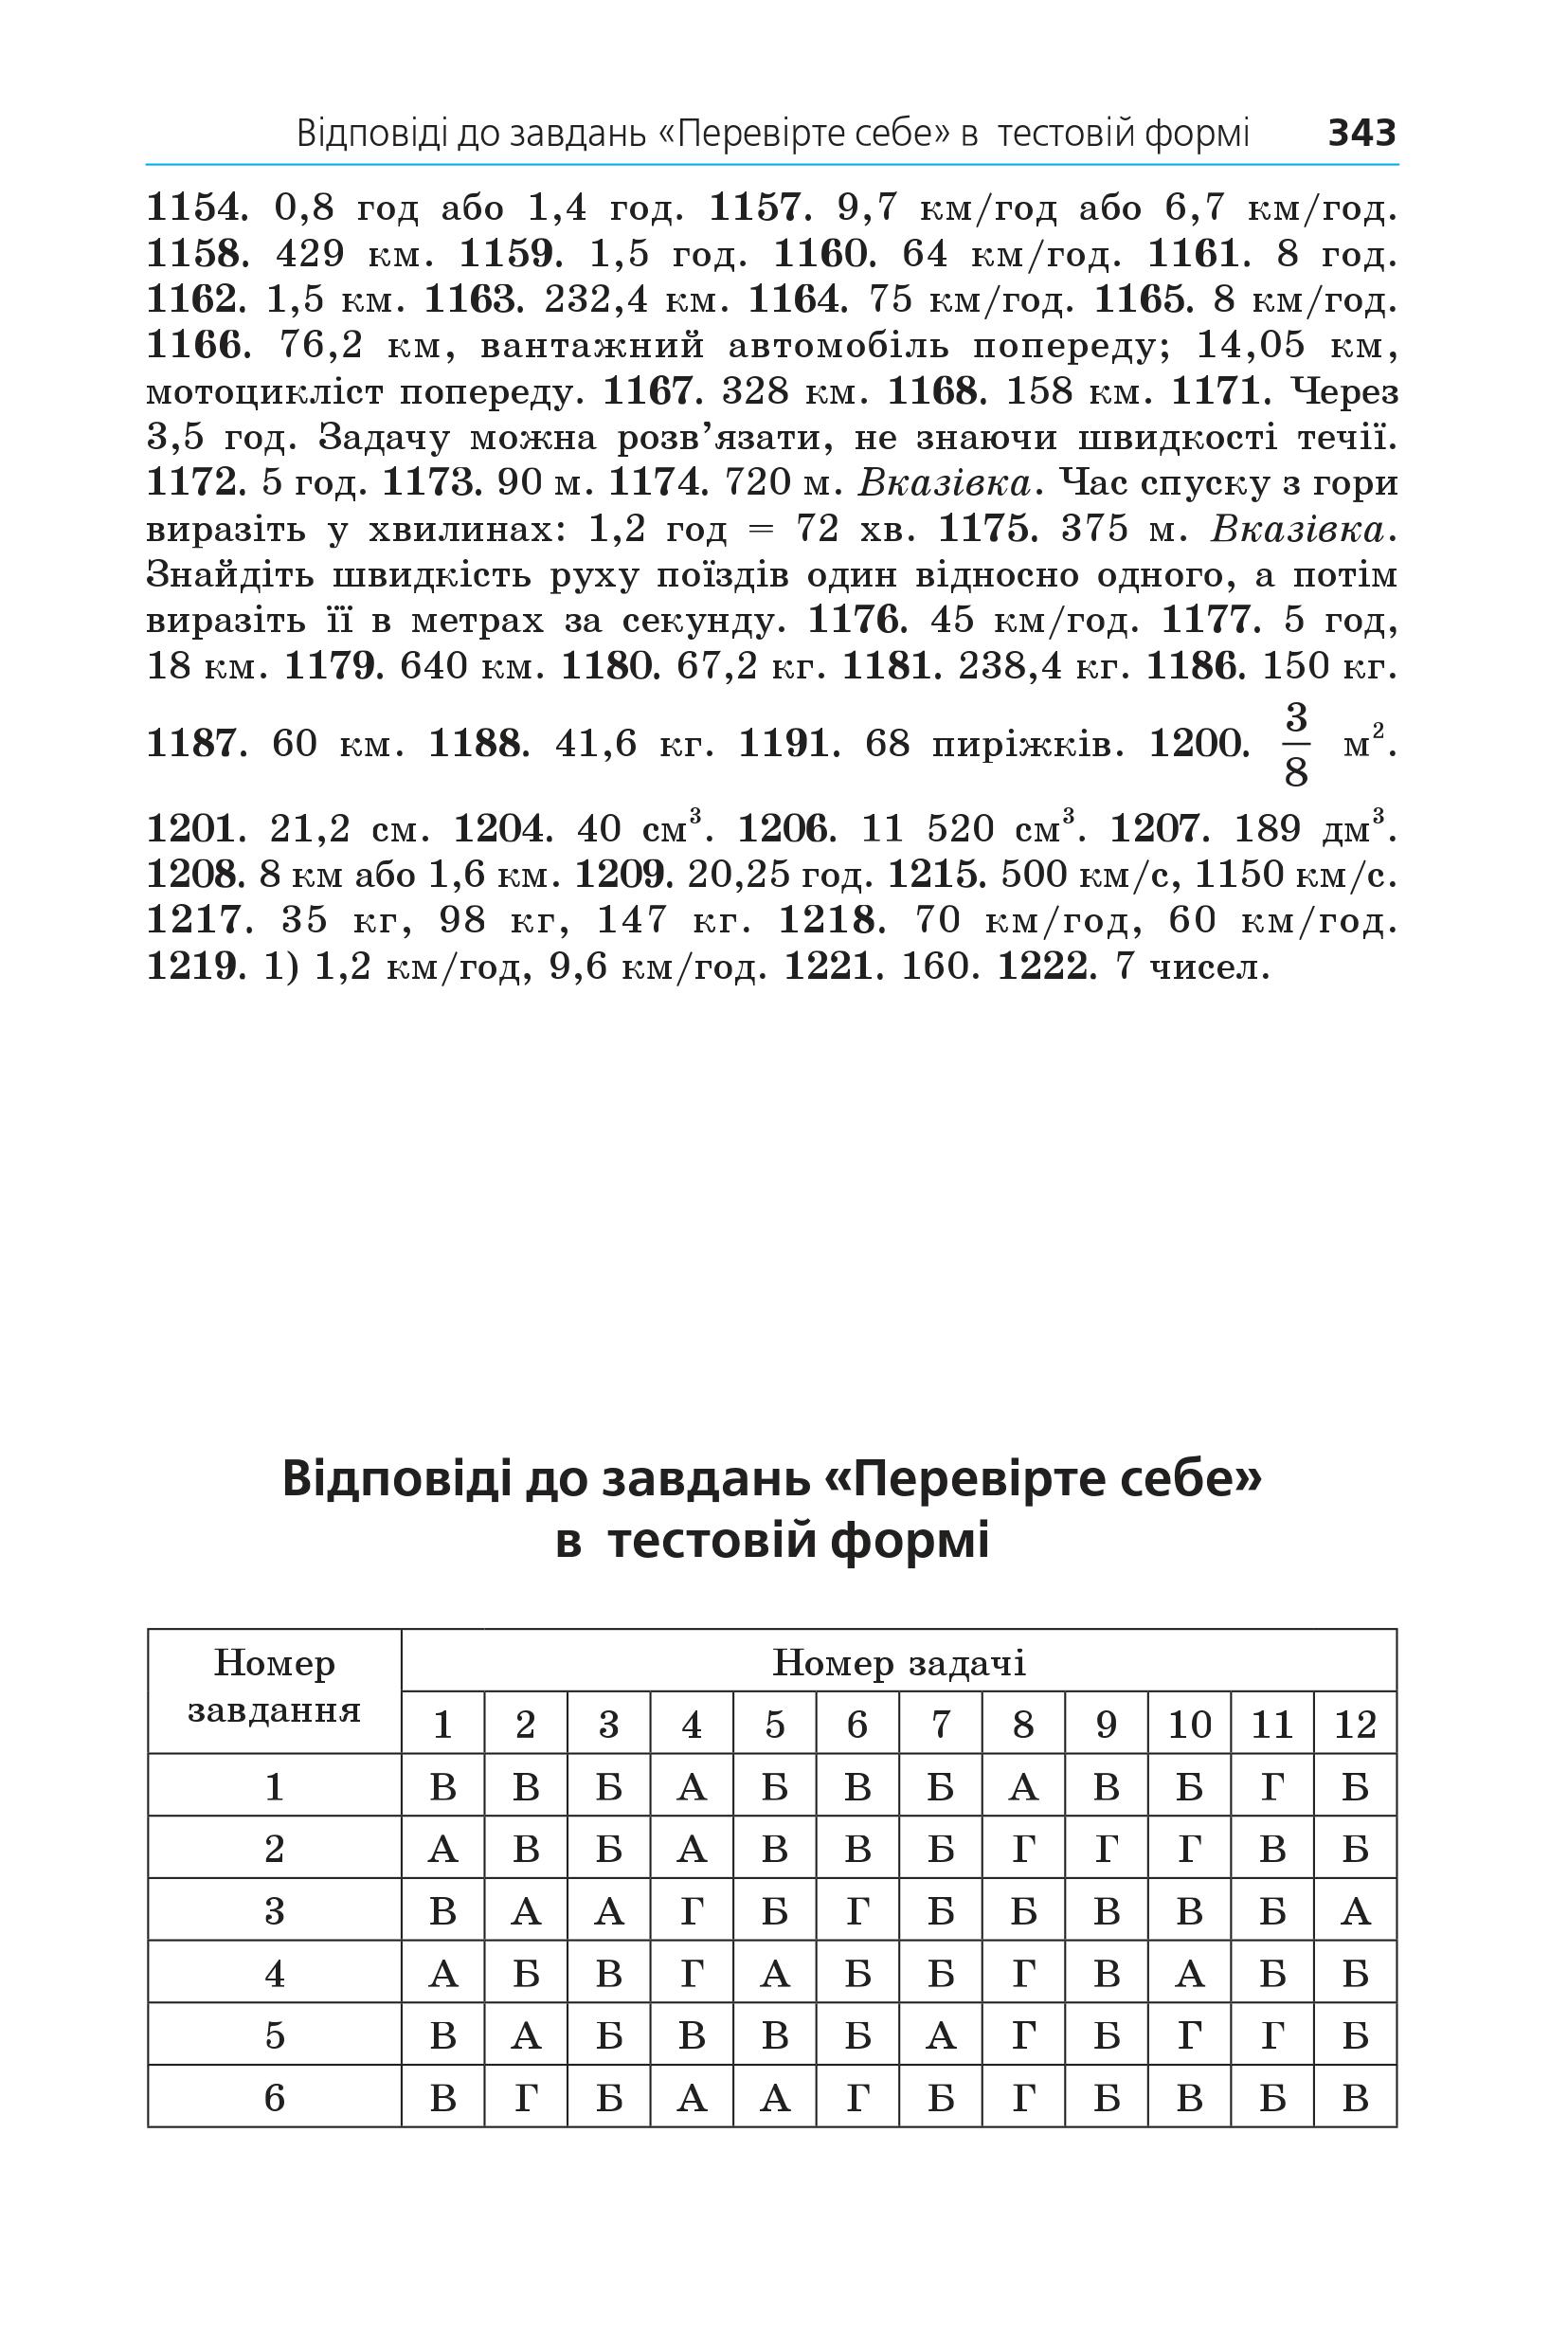 Відповіді до завдань «Перевірте себе» в тестовій формі 343
1154. 0,8 год або 1,4 год. 1157. 9,7 км/год або 6,7 км/год.
1158. 429 км. 1159. 1,5 год. 1160. 64 км/год. 1161. 8 год.
1162. 1,5 км. 1163. 232,4 км. 1164. 75 км/год. 1165. 8 км/год.
1166. 76,2 км, вантажний автомобіль попереду; 14,05 км,
мотоцикліст попереду. 1167. 328 км. 1168. 158 км. 1171. Через
3,5 год. Задачу можна розв’язати, не знаючи швидкості течії.
1172. 5 год. 1173. 90 м. 1174. 720 м. Вказівка. Час спуску з гори
виразіть у хвилинах: 1,2 год = 72 хв. 1175. 375 м. Вказівка.
Знайдіть швидкість руху поїздів один відносно одного, а потім
виразіть її в метрах за секунду. 1176. 45 км/год. 1177. 5 год,
18 км. 1179. 640 км. 1180. 67,2 кг. 1181. 238,4 кг. 1186. 150 кг.
1187. 60 км. 1188. 41,6 кг. 1191. 68 пиріжків. 1200. 3/8 м².
1201. 21,2 см. 1204. 40 см³. 1206. 11 520 см³. 1207. 189 дм³.
1208. 8 км або 1,6 км. 1209. 20,25 год. 1215. 500 км/с, 1150 км/с.
1217. 35 кг, 98 кг, 147 кг. 1218. 70 км/год, 60 км/год.
1219. 1) 1,2 км/год, 9,6 км/год. 1221. 160. 1222. 7 чисел.
Відповіді до завдань «Перевірте себе»
в тестовій формі
Номер завдання Номер задачі
1 2 3 4 5 6 7 8 9 10 11 12
1 В В Б А Б В Б А В Б Г Б
2 А В Б А В В Б Г Г Г В Б
3 В А А Г Б Г Б Б В В Б А
4 А Б В Г А Б Б Г В А Б Б
5 В А Б В В Б А Г Б Г Г Б
6 В Г Б А А Г Б Г Б В Б В